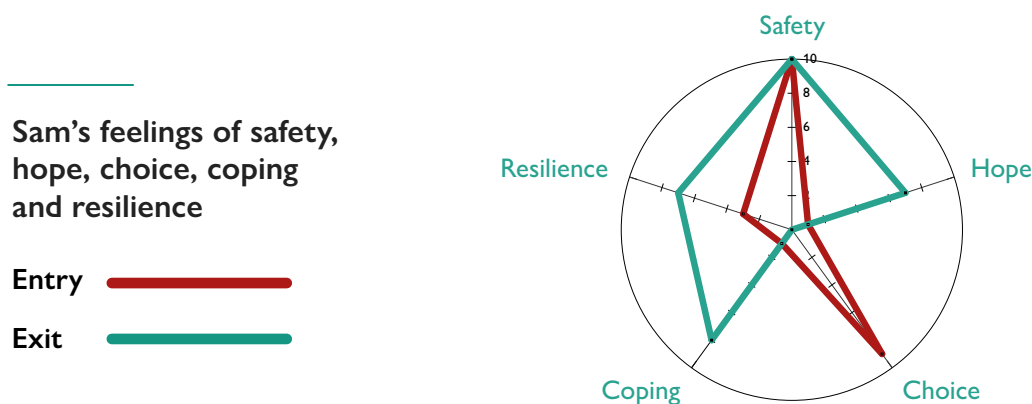 Sam’s feelings of safety,
hope, choice, coping
and resilience
Entry
Exit
Safety
10
8
6
4
2
Hope
Resilience
Coping
Choice